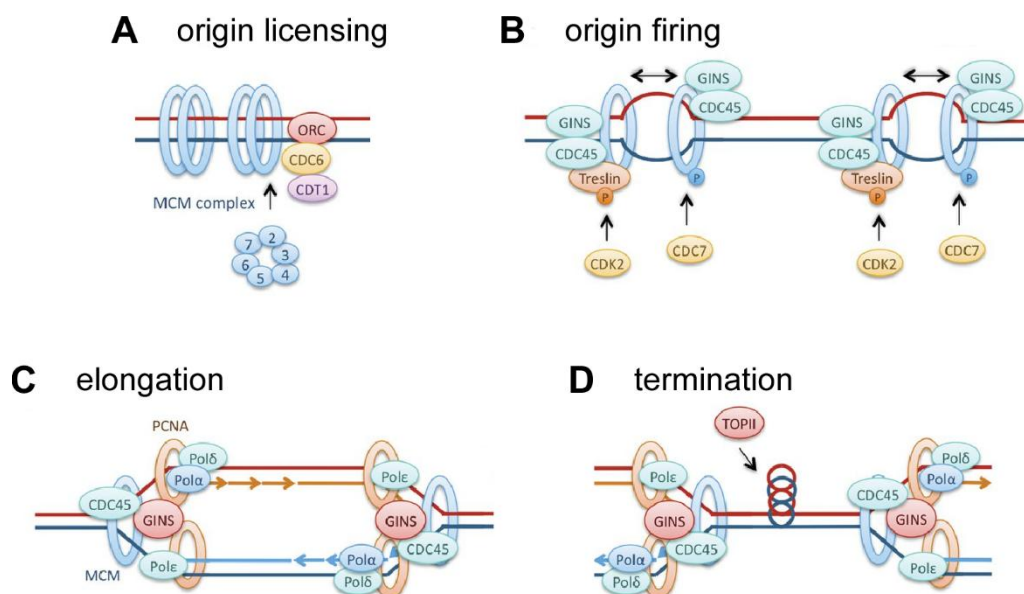 A origin licensing
ORC
CDC6
CDT1
MCM complex
7 2
6 3
5 4
B origin firing
GINS
CDC45
GINS
CDC45
Treslin
P
P
CDK2
CDC7
GINS
CDC45
GINS
CDC45
Treslin
P
P
CDK2
CDC7
C elongation
PCNA
Polδ
Polα
CDC45
GINS
MCM
Polε
Polε
GINS
CDC45
Polα
Polδ
D termination
TOPII
Polε
GINS
CDC45
Polα
Polδ
Polδ
Polα
CDC45
GINS
Polε